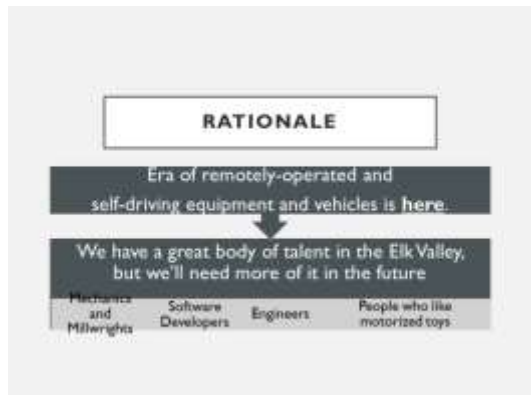 RATIONALE
Era of remotely-operated and
self-driving equipment and vehicles is here.
We have a great body of talent in the Elk Valley,
but we'll need more of it in the future
Mechanics
and
Millwrights
Software
Developers
Engineers
People who like
motorized toys